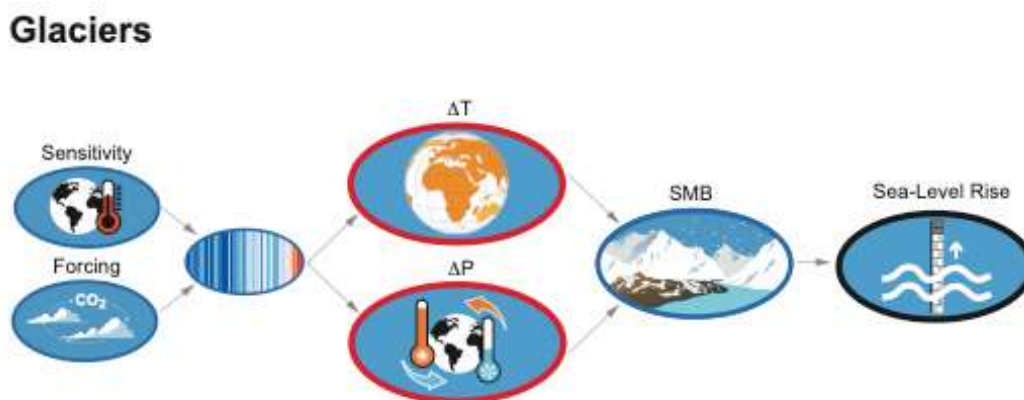 Glaciers
Sensitivity
Forcing
CO₂
ΔT
ΔP
SMB
Sea-Level Rise